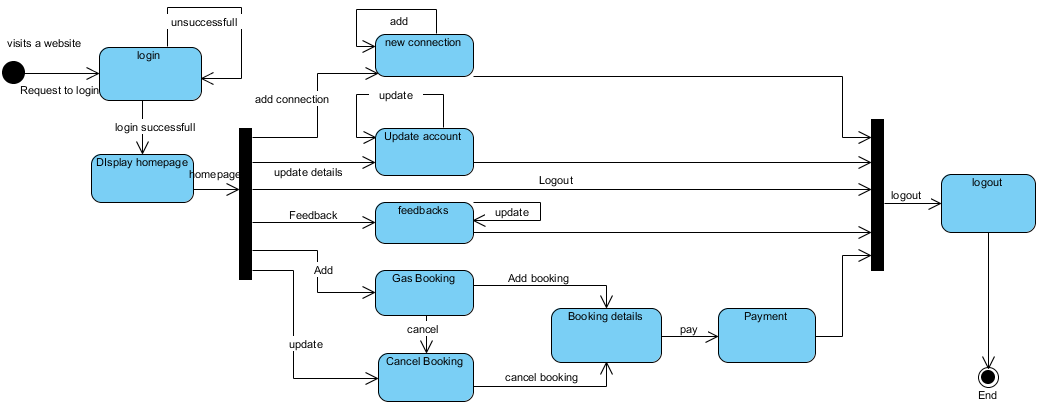 unsuccessfull
add
visits a website
new connection
login
Request to login
add connection
update
login successfull
Update account
DIsplay homepage
homepage
update details
Logout
logout
logout
Feedback
feedbacks
update
Add
Gas Booking
Add booking
Booking details
Payment
cancel
pay
update
Cancel Booking
cancel booking
End